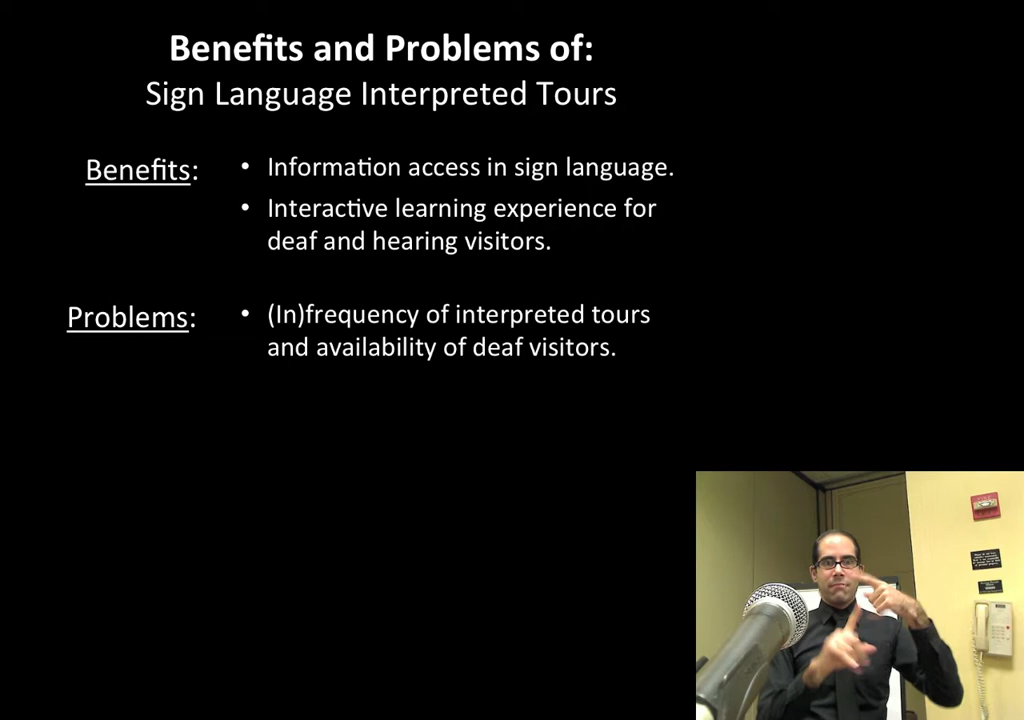 Benefits and Problems of:
Sign Language Interpreted Tours
Benefits:
• Information access in sign language.
• Interactive learning experience for
deaf and hearing visitors.
Problems:
• (In)frequency of interpreted tours
and availability of deaf visitors.